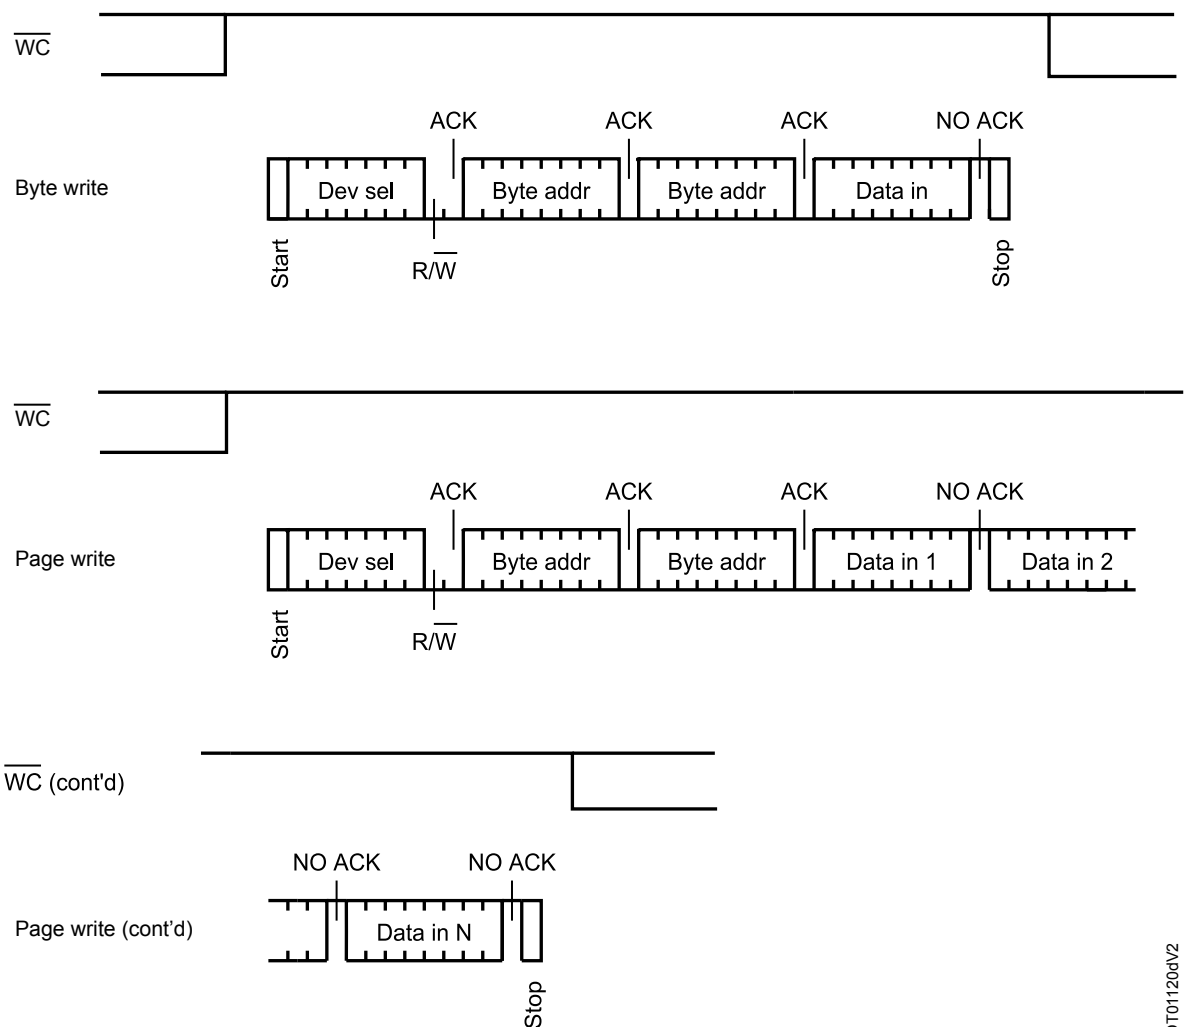 WC
ACK ACK ACK NO ACK
Byte write
Dev sel Byte addr Byte addr Data in
Start R/W Stop
WC
ACK ACK ACK NO ACK
Page write
Dev sel Byte addr Byte addr Data in 1 Data in 2
Start R/W
WC (cont'd)
NO ACK NO ACK
Page write (cont’d)
Data in N
Stop